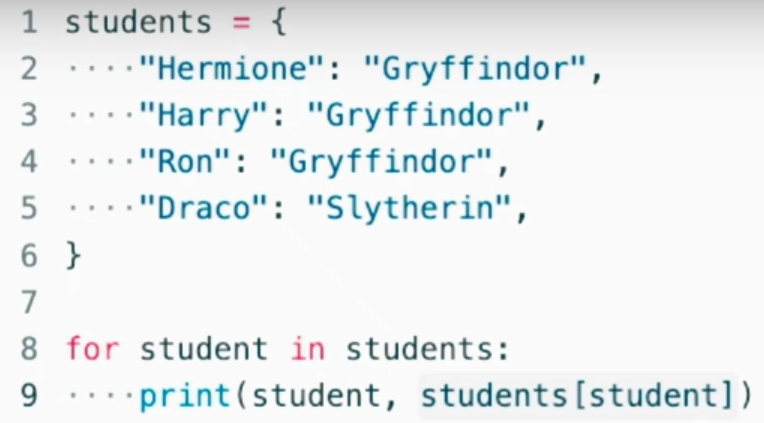 1 students = {
2 ····"Hermione": "Gryffindor",
3 ····"Harry": "Gryffindor",
4 ····"Ron": "Gryffindor",
5 ····"Draco": "Slytherin",
6 }
7
8 for student in students:
9 ····print(student, students[student])